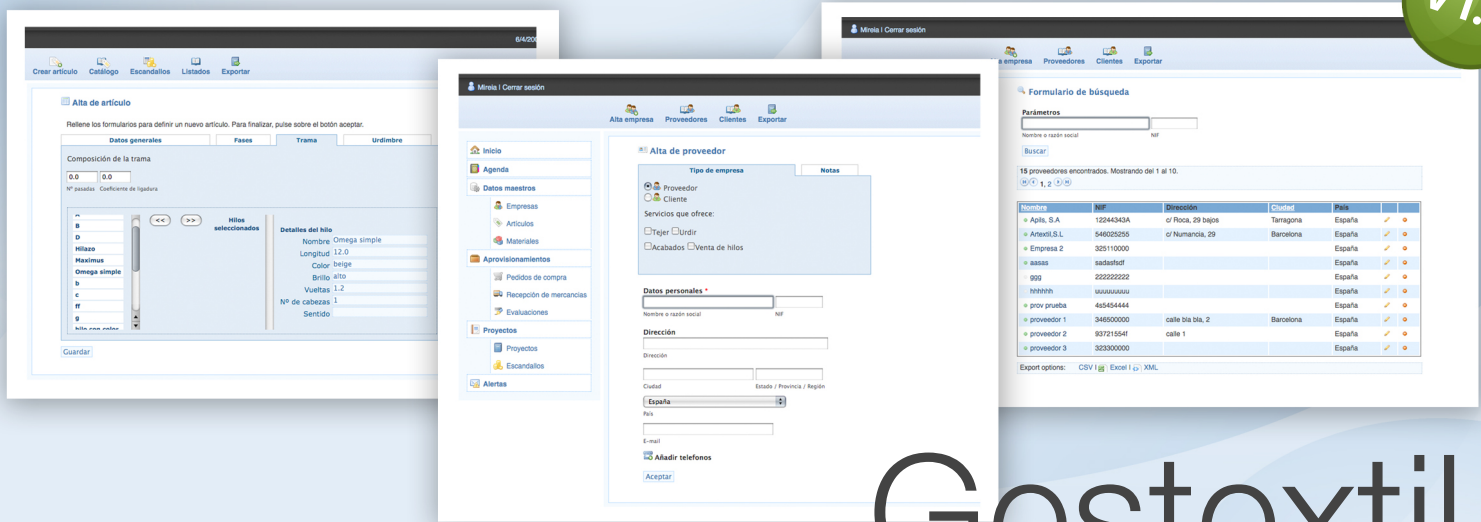 6/4/200
Crear artículo Catálogo Escandallos Listados Exportar
Alta de artículo
Rellene los formularios para definir un nuevo artículo. Para finalizar, pulse sobre el botón aceptar.
Datos generales Fases Trama Urdimbre
Composición de la trama
0.0 0.0
Nº pasadas Coeficiente de ligadura
B
D
Hilazo
Maximus
Omega simple
b
c
ff
g
hilo con color
<< >>
Hilos
seleccionados
Detalles del hilo
Nombre Omega simple
Longitud 12.0
Color beige
Brillo alto
Vueltas 1.2
Nº de cabezas 1
Sentido
Guardar
Mireia | Cerrar sesión
Alta empresa Proveedores Clientes Exportar
Inicio
Agenda
Datos maestros
Empresas
Artículos
Materiales
Aprovisionamientos
Pedidos de compra
Recepción de mercancias
Evaluaciones
Proyectos
Proyectos
Escandallos
Alertas
Alta de proveedor
Tipo de empresa Notas
Proveedor
Cliente
Servicios que ofrece:
Tejer Urdir
Acabados Venta de hilos
Datos personales *
Nombre o razón social NIF
Dirección
Dirección
Ciudad Estado / Provincia / Región
España
País
E-mail
Añadir telefonos
Aceptar
Mireia | Cerrar sesión
empresa Proveedores Clientes Exportar
Formulario de búsqueda
Parámetros
Nombre o razón social NIF
Buscar
15 proveedores encontrados. Mostrando del 1 al 10.
1, 2
Nombre NIF Dirección Ciudad País
Apils, S.A 12244343A c/ Roca, 29 bajos Tarragona España
Artextil,S.L 546025255 c/ Numancia, 29 Barcelona España
Empresa 2 325110000 España
aasas sadasfsdf España
ggg 222222222 España
hhhhhh uuuuuuuuu España
prov prueba 4s5454444 España
proveedor 1 346500000 calle bla bla, 2 Barcelona España
proveedor 2 93721554f calle 1 España
proveedor 3 323300000 España
Export options: CSV | Excel | XML
V1.
Gestextil